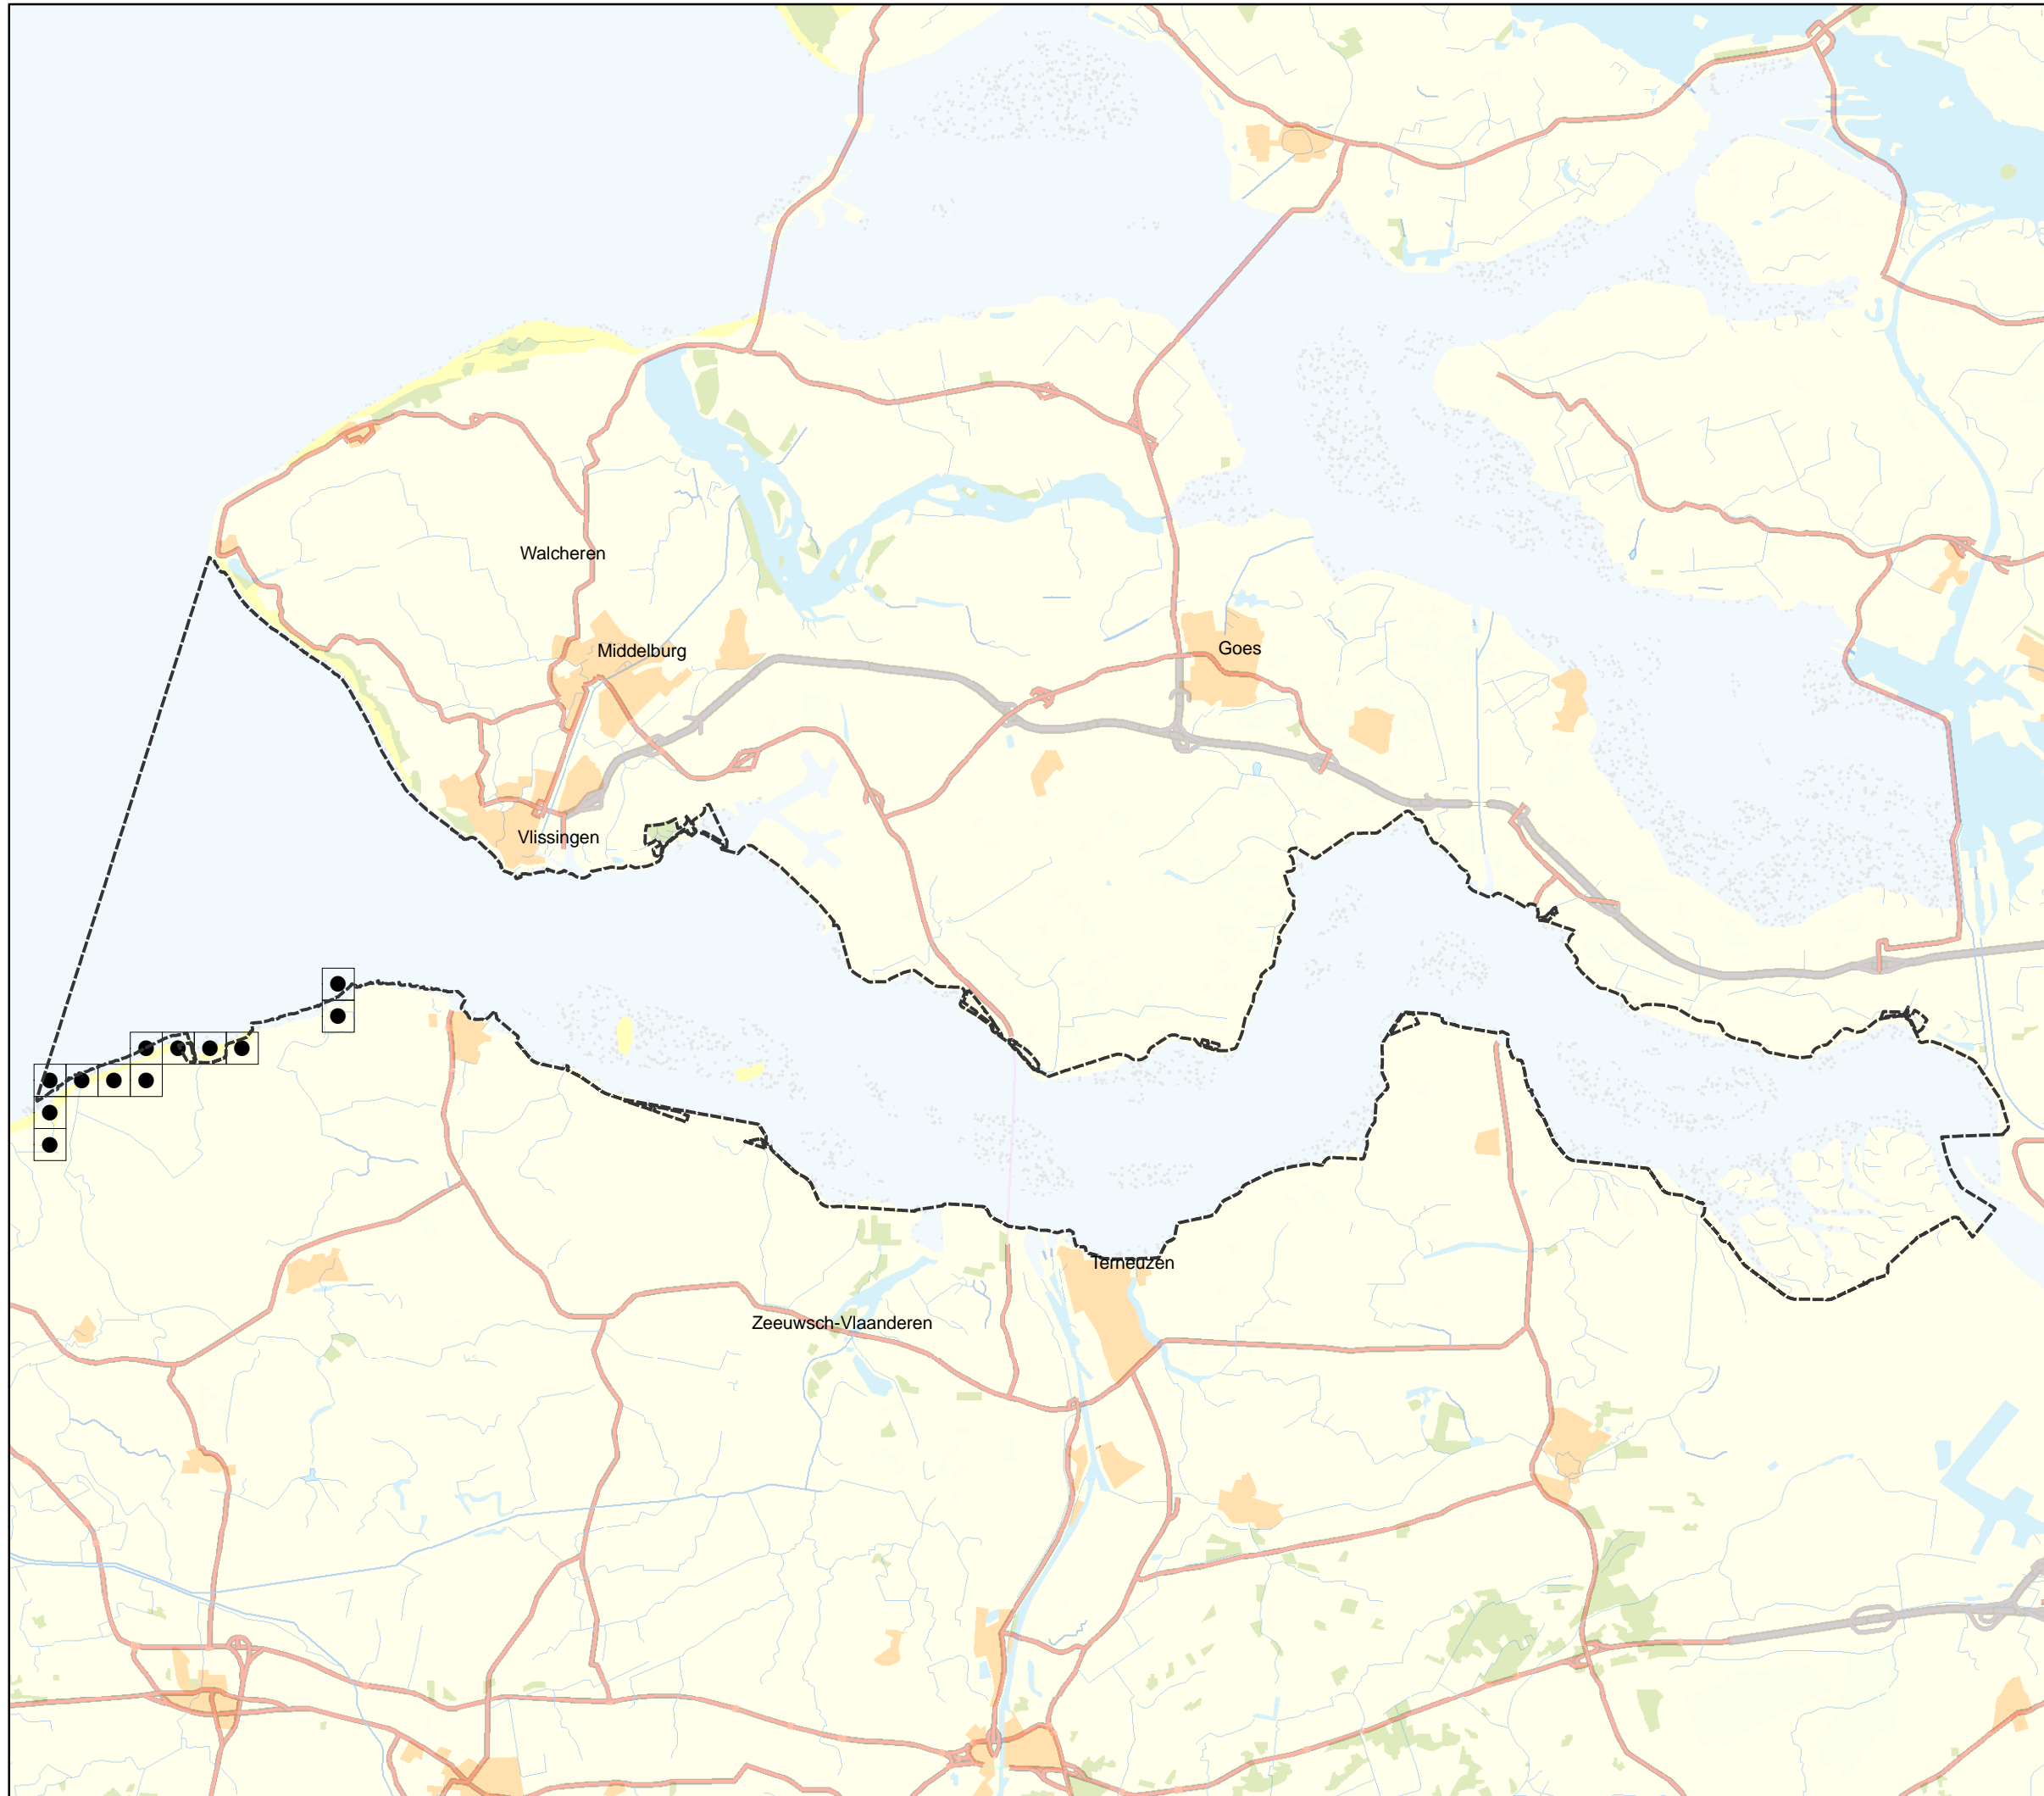 Walcheren
Middelburg
Goes
Vlissingen
Terneuzen
Zeeuwsch-Vlaanderen